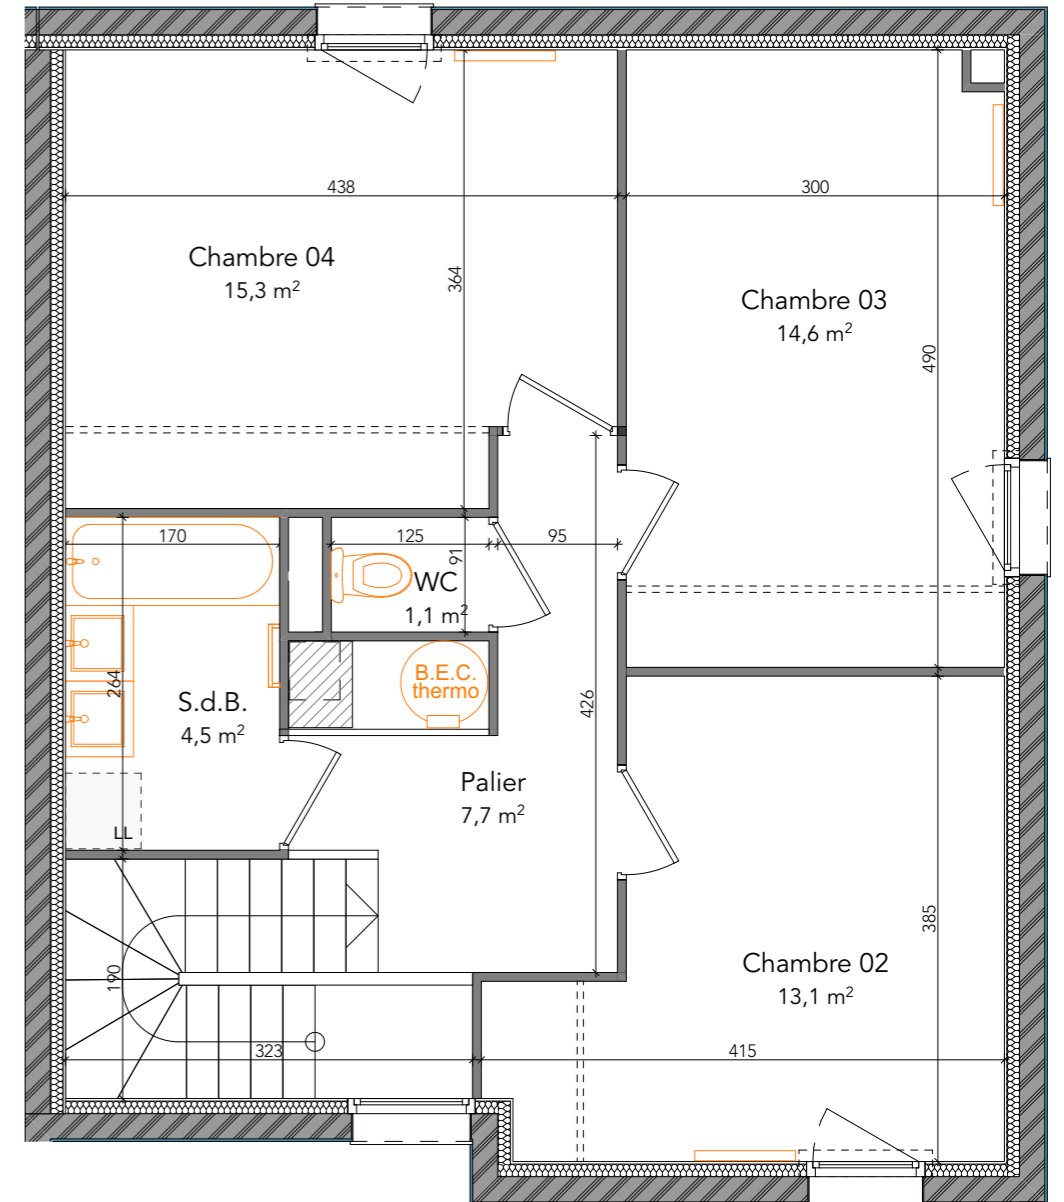 438
300
Chambre 04
15,3 m²
364
Chambre 03
14,6 m²
490
170
125
91
95
WC
1,1 m²
264
B.E.C.
thermo
S.d.B.
4,5 m²
426
Palier
7,7 m²
LL
385
190
Chambre 02
13,1 m²
323
415